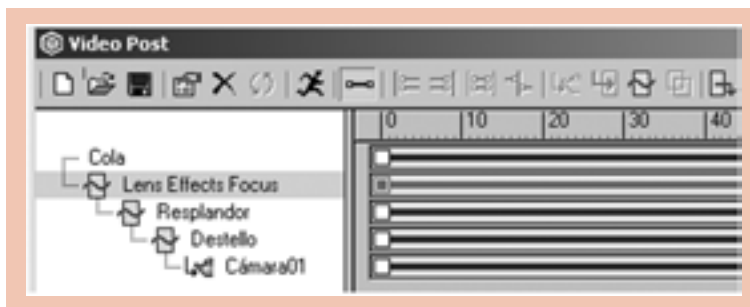 Video Post
0 10 20 30 40
Cola
Lens Effects Focus
Resplandor
Destello
Cámara01